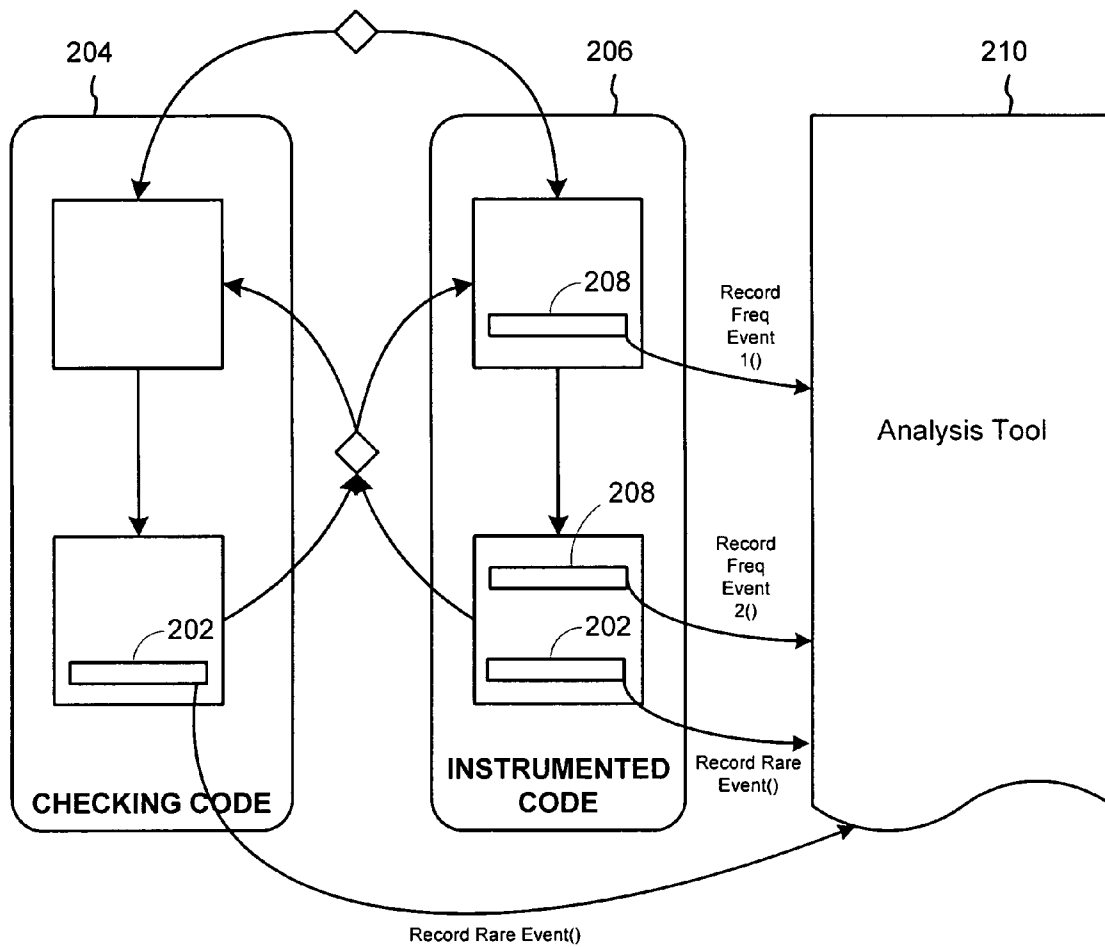 204
206
210
208
Record
Freq
Event
1()
Analysis Tool
208
Record
Freq
Event
2()
202
202
Record Rare
Event()
CHECKING CODE
INSTRUMENTED
CODE
Record Rare Event()